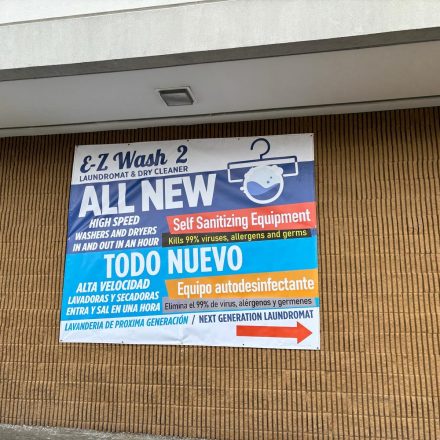 E-Z Wash 2
LAUNDROMAT & DRY CLEANER
ALL NEW
HIGH SPEED
WASHERS AND DRYERS
IN AND OUT IN AN HOUR
Self Sanitizing Equipment
Kills 99% viruses, allergens and germs
TODO NUEVO
ALTA VELOCIDAD
LAVADORAS Y SECADORAS
ENTRA Y SAL EN UNA HORA
Equipo autodesinfectante
Elimina el 99% de virus, alérgenos y germenes
LAVANDERIA DE PROXIMA GENERACIÓN / NEXT GENERATION LAUNDROMAT